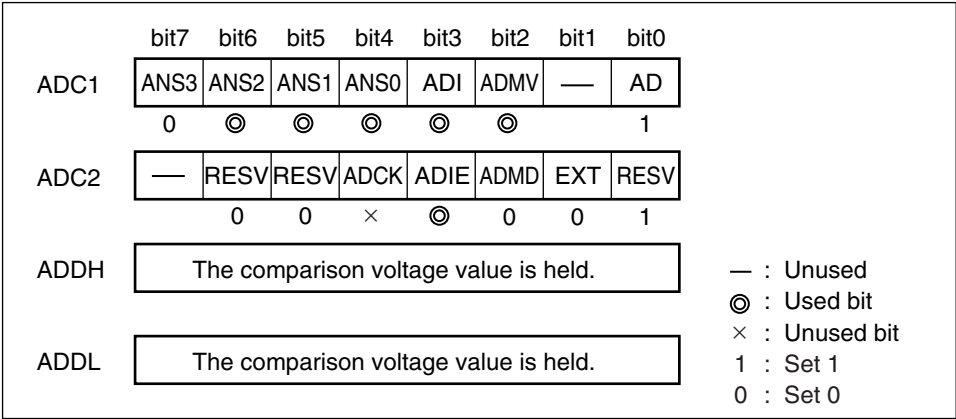 bit7 bit6 bit5 bit4 bit3 bit2 bit1 bit0
ADC1 ANS3 ANS2 ANS1 ANS0 ADI ADMV — AD
0 ◎ ◎ ◎ ◎ ◎ 1
ADC2 — RESV RESV ADCK ADIE ADMD EXT RESV
0 0 × ◎ 0 0 1
ADDH The comparison voltage value is held.
ADDL The comparison voltage value is held.
— : Unused
◎ : Used bit
× : Unused bit
1 : Set 1
0 : Set 0